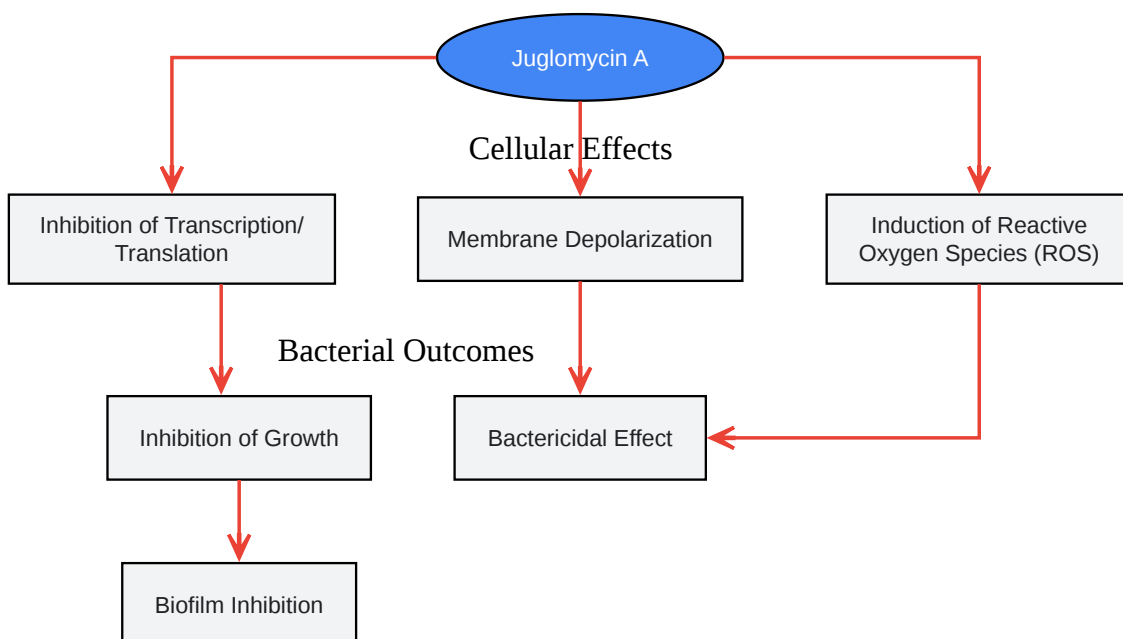 Juglomycin A
Cellular Effects
Inhibition of Transcription/
Translation
Membrane Depolarization
Induction of Reactive
Oxygen Species (ROS)
Bacterial Outcomes
Inhibition of Growth
Bactericidal Effect
Biofilm Inhibition